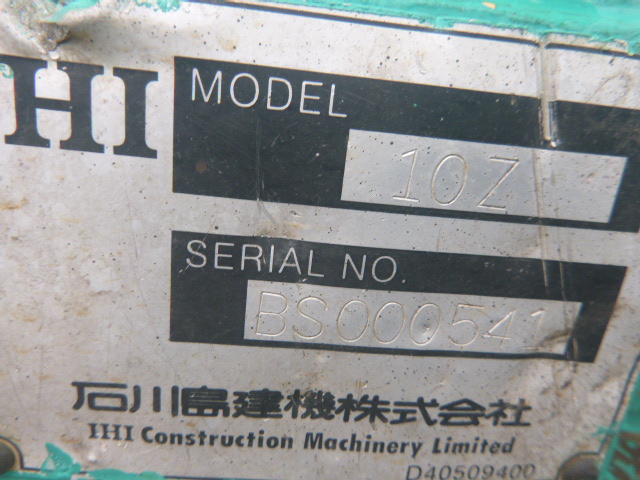 IHI
MODEL
10Z
SERIAL NO.
BS000541
石川島建機株式会社
IHI Construction Machinery Limited
D40509400